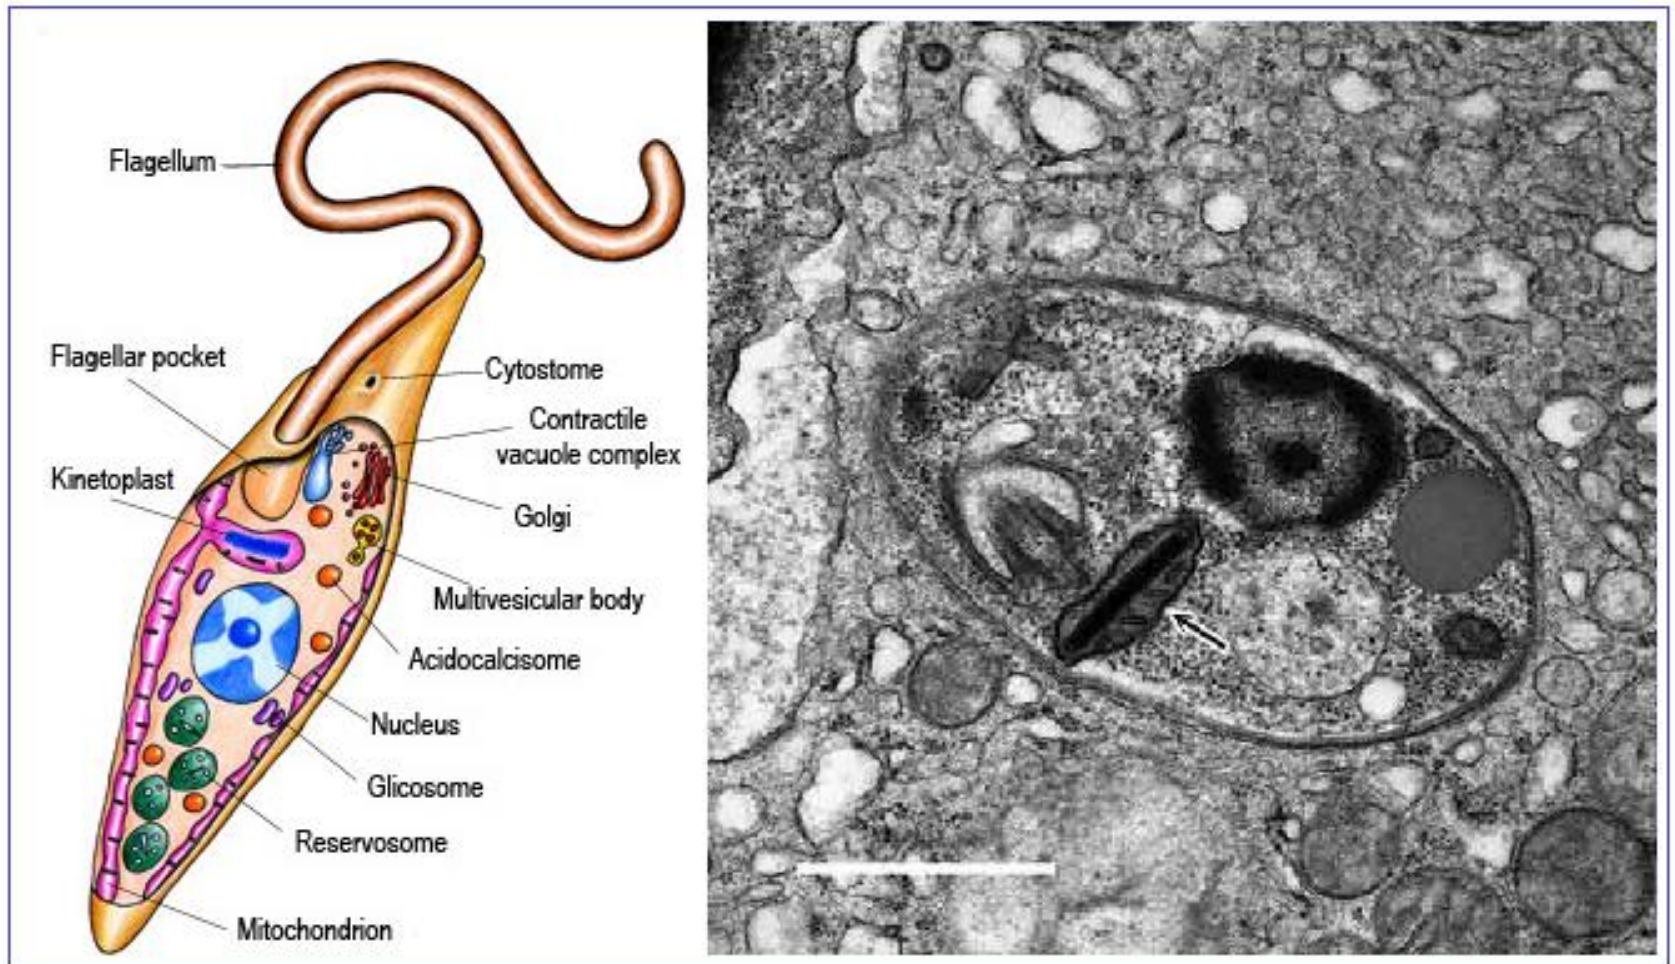 Flagellum
Flagellar pocket
Cytostome
Contractile
vacuole complex
Kinetoplast
Golgi
Multivesicular body
Acidocalcisome
Nucleus
Glicosome
Reservosome
Mitochondrion